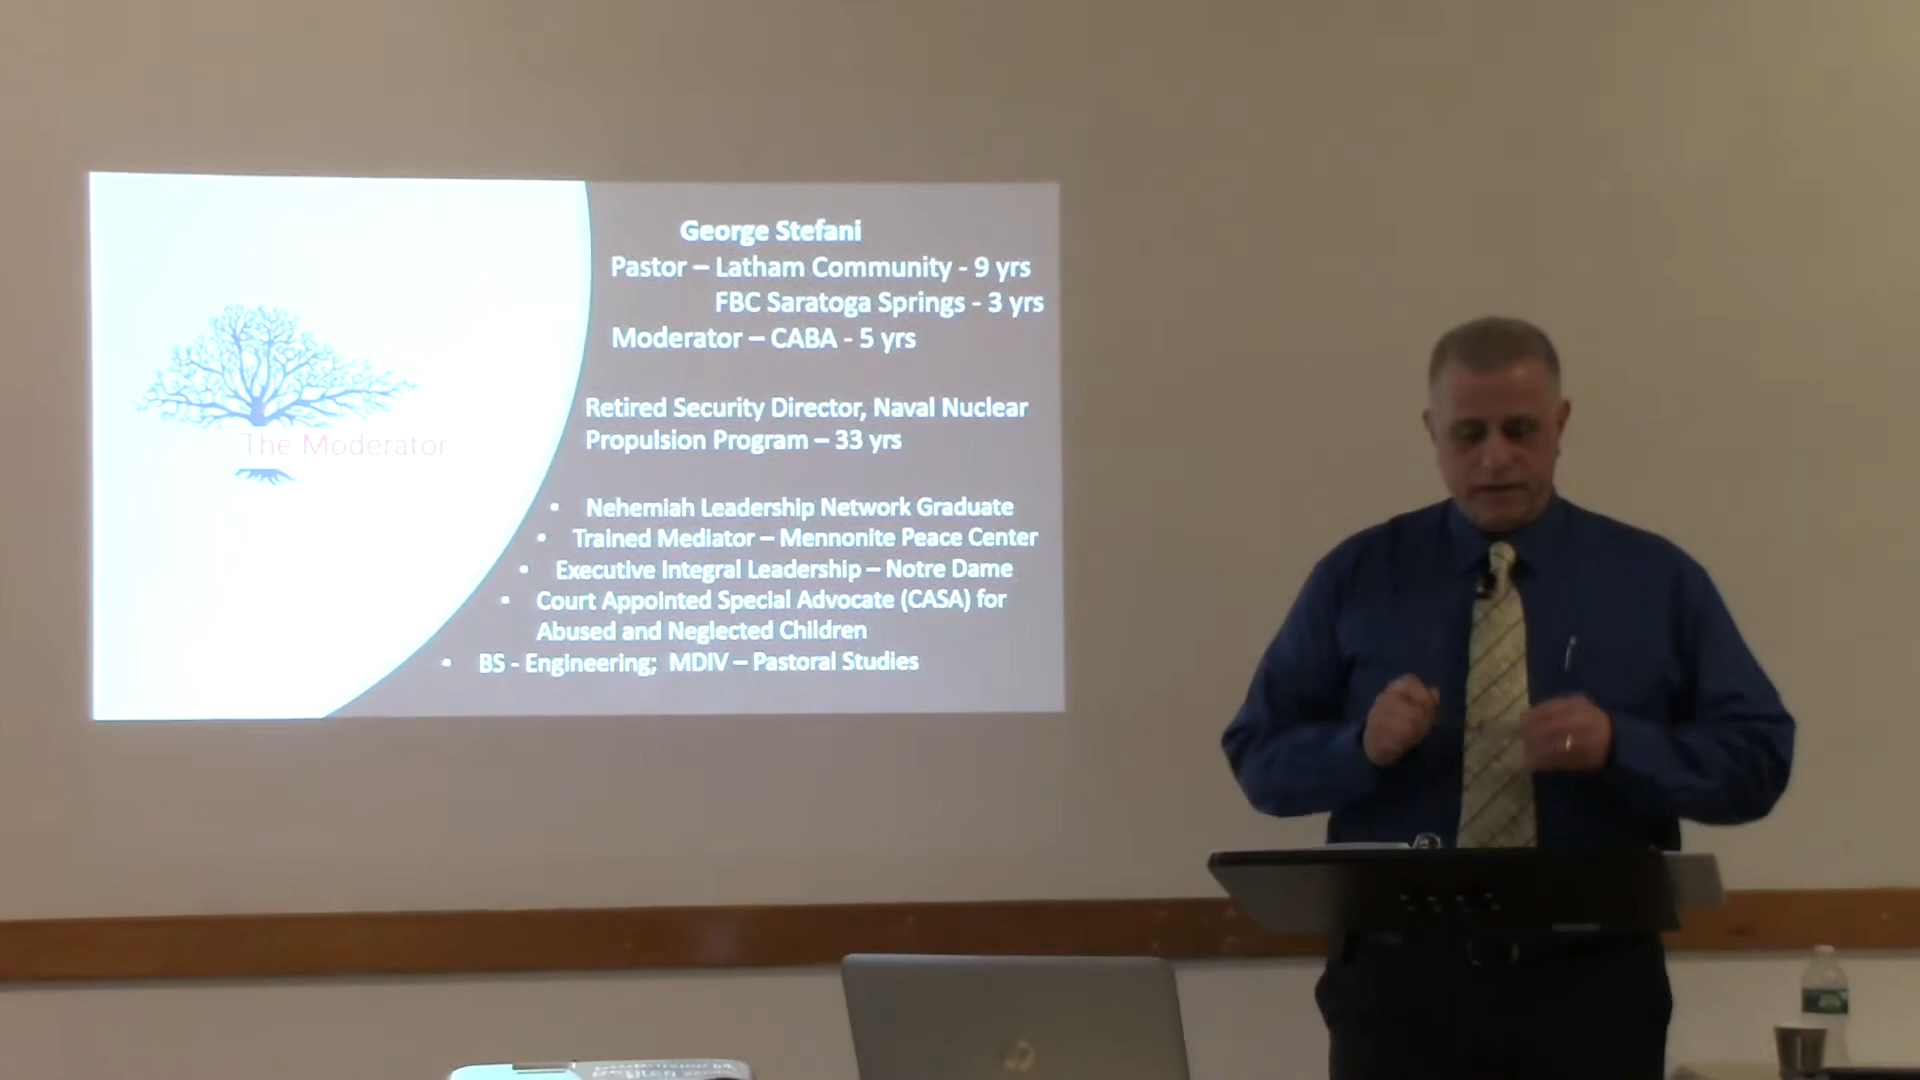 George Stefani
Pastor – Latham Community - 9 yrs
FBC Saratoga Springs - 3 yrs
Moderator – CABA - 5 yrs
The Moderator
Retired Security Director, Naval Nuclear
Propulsion Program – 33 yrs
• Nehemiah Leadership Network Graduate
• Trained Mediator – Mennonite Peace Center
• Executive Integral Leadership – Notre Dame
• Court Appointed Special Advocate (CASA) for
Abused and Neglected Children
• BS - Engineering; MDIV – Pastoral Studies